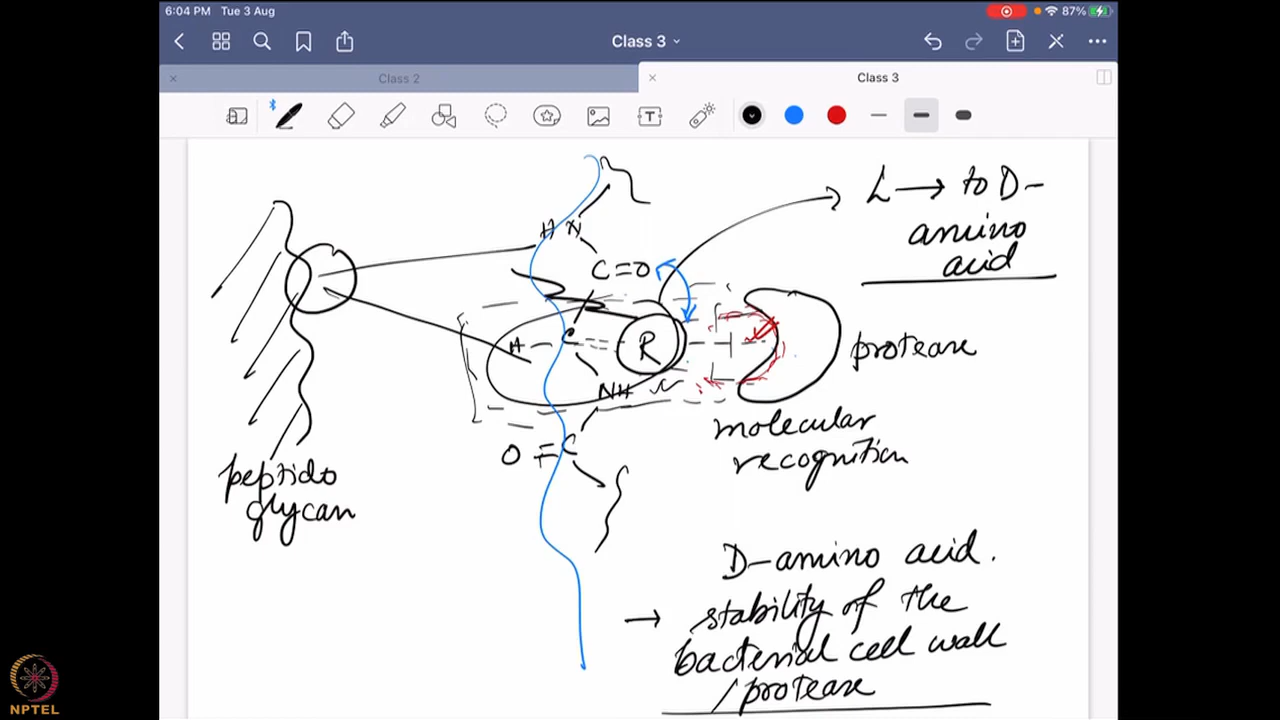 6:04 PM Tue 3 Aug
87%
Class 3
Class 2
Class 3
T
L → to D-
amino
acid
H N
C=O
H - C
R
protease
NH
N
molecular
recognition
O = C
peptido
glycan
D-amino acid.
→ stability of the
bacterial cell wall
/protease
NPTEL